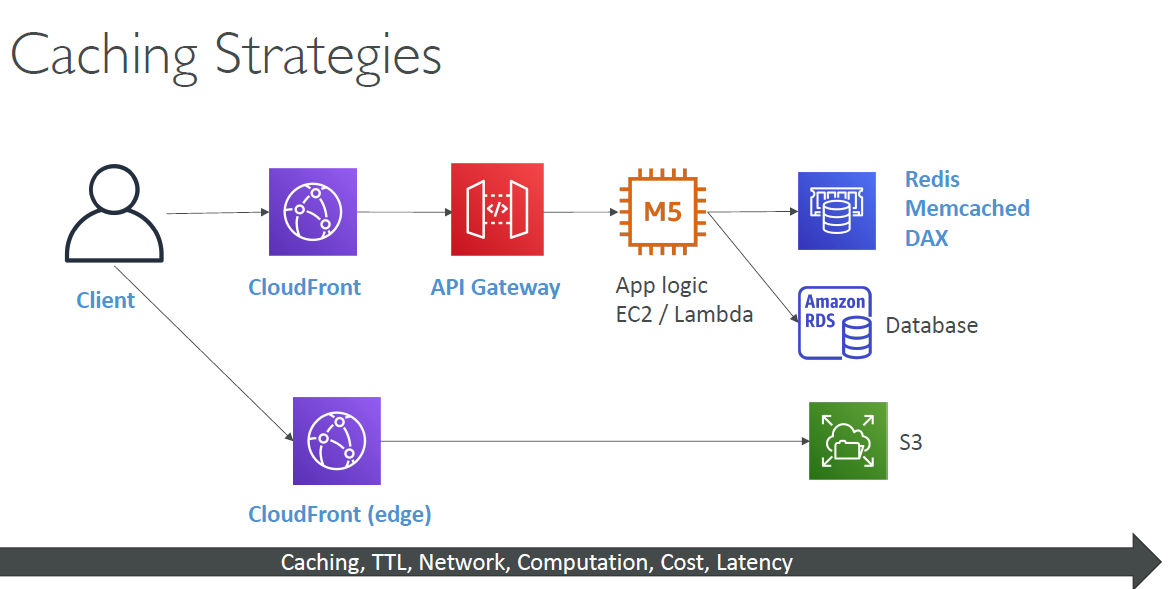 Caching Strategies
Client
CloudFront
</>
API Gateway
M5
App logic
EC2 / Lambda
Redis
Memcached
DAX
Amazon
RDS
Database
CloudFront (edge)
S3
Caching, TTL, Network, Computation, Cost, Latency